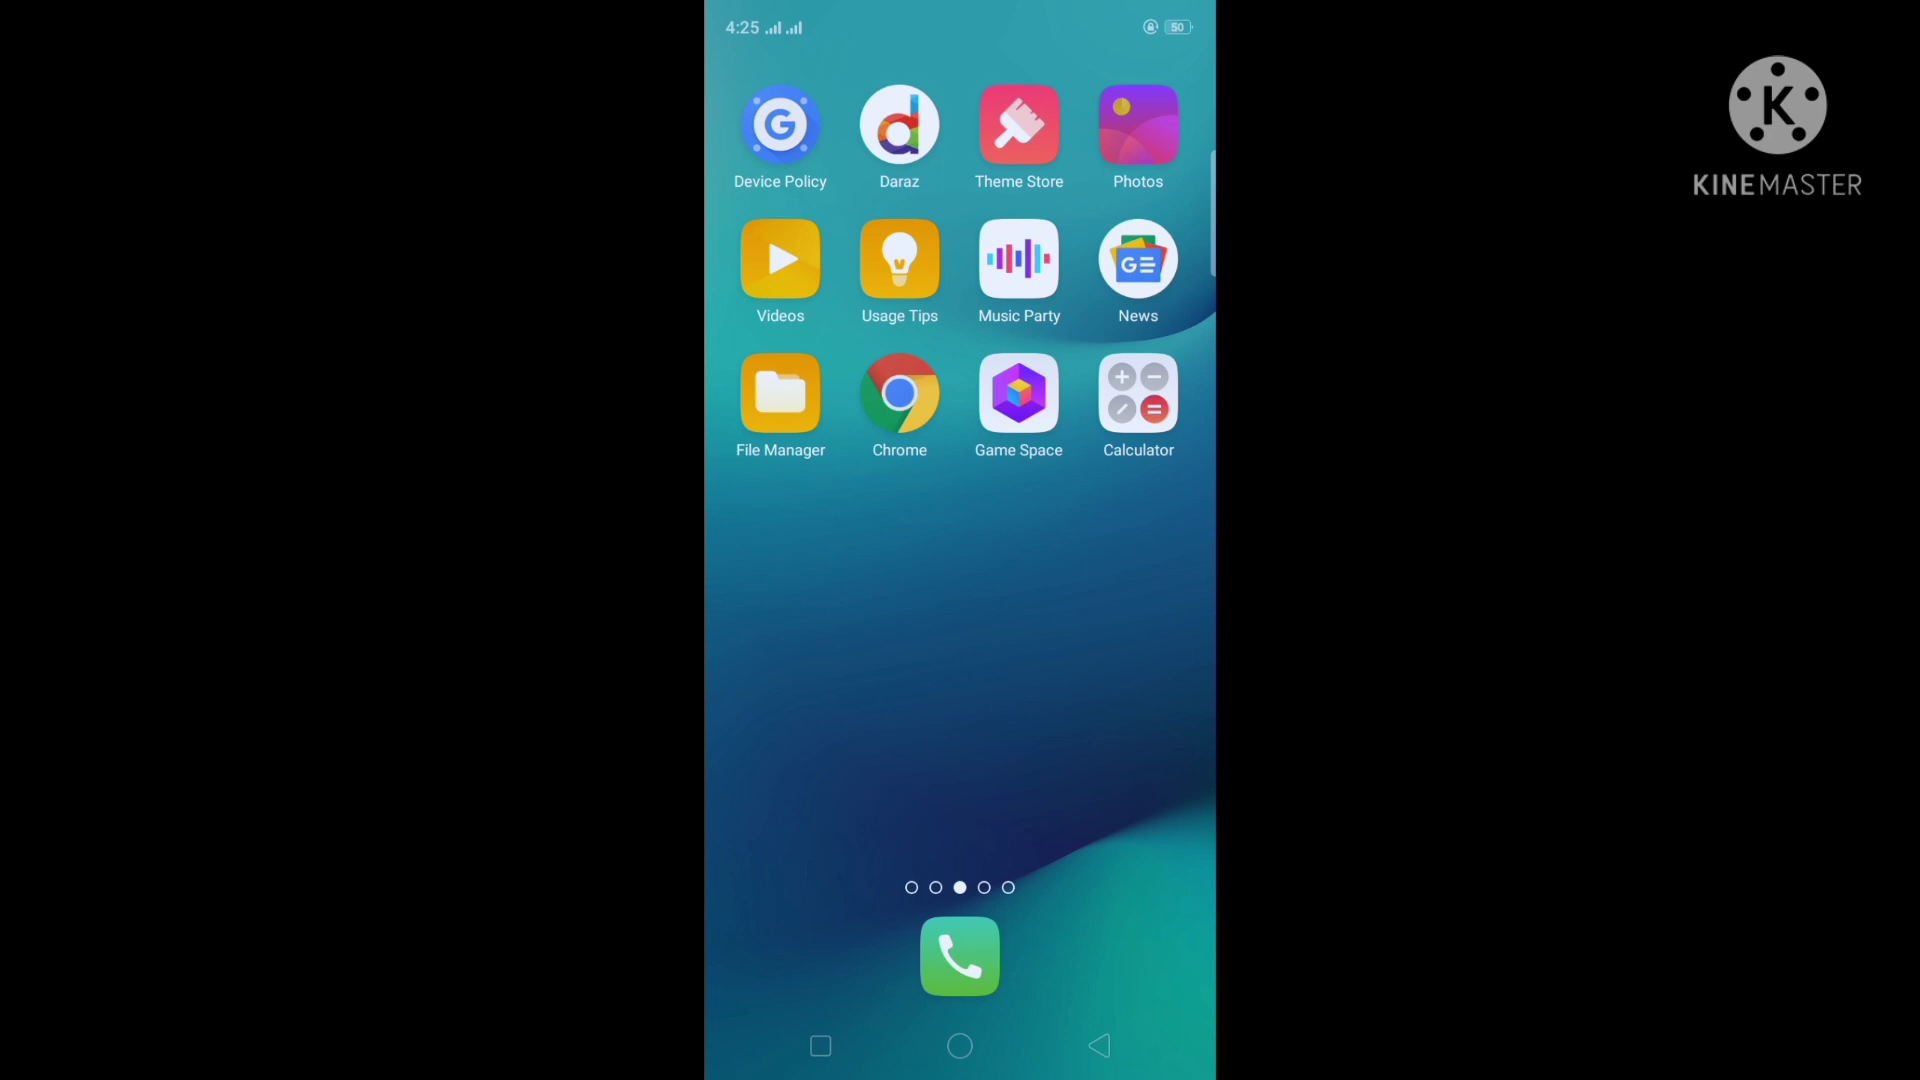 4:25
50
Device Policy Daraz Theme Store Photos
Videos Usage Tips Music Party News
File Manager Chrome Game Space Calculator
K
KINEMASTER